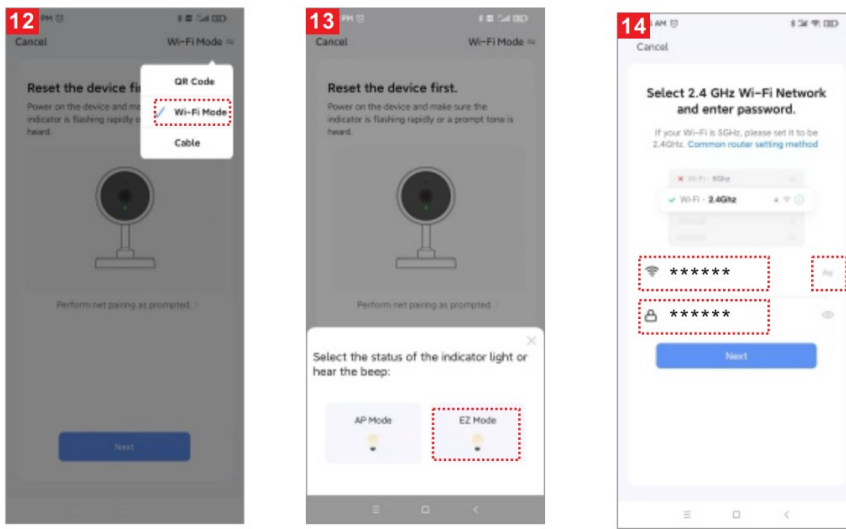 12
PM
Cancel
Wi-Fi Mode
QR Code
Wi-Fi Mode
Cable
Reset the device fi
Power on the device and ma
indicator is flashing rapidly o
heard.
Perform net pairing as prompted. >
Next
13
PM
Cancel
Wi-Fi Mode
Reset the device first.
Power on the device and make sure the
indicator is flashing rapidly or a prompt tone is
heard.
Perform net pairing as prompted. >
Select the status of the indicator light or
hear the beep:
AP Mode
EZ Mode
14
AM
Cancel
Select 2.4 GHz Wi-Fi Network
and enter password.
If your Wi-Fi is 5GHz, please set it to be
2.4GHz. Common router setting method
Wi-Fi - 5Ghz
Wi-Fi - 2.4Ghz
******
******
Next